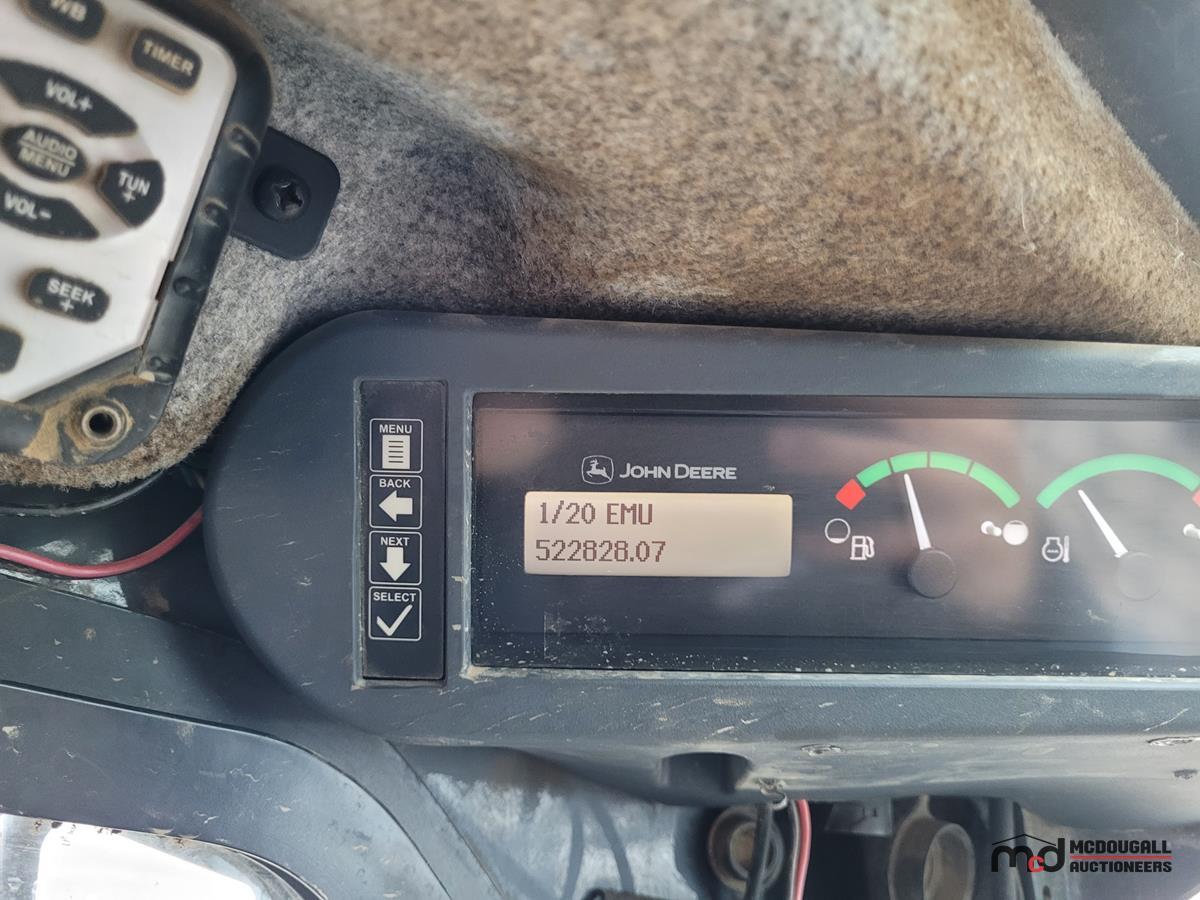 TIMER
VOL+
AUDIO
MENU
TUN
+
VOL-
SEEK
+
MENU
BACK
NEXT
SELECT
JOHN DEERE
1/20 EMU
522828.07
mcd MCDOUGALL
AUCTIONEERS